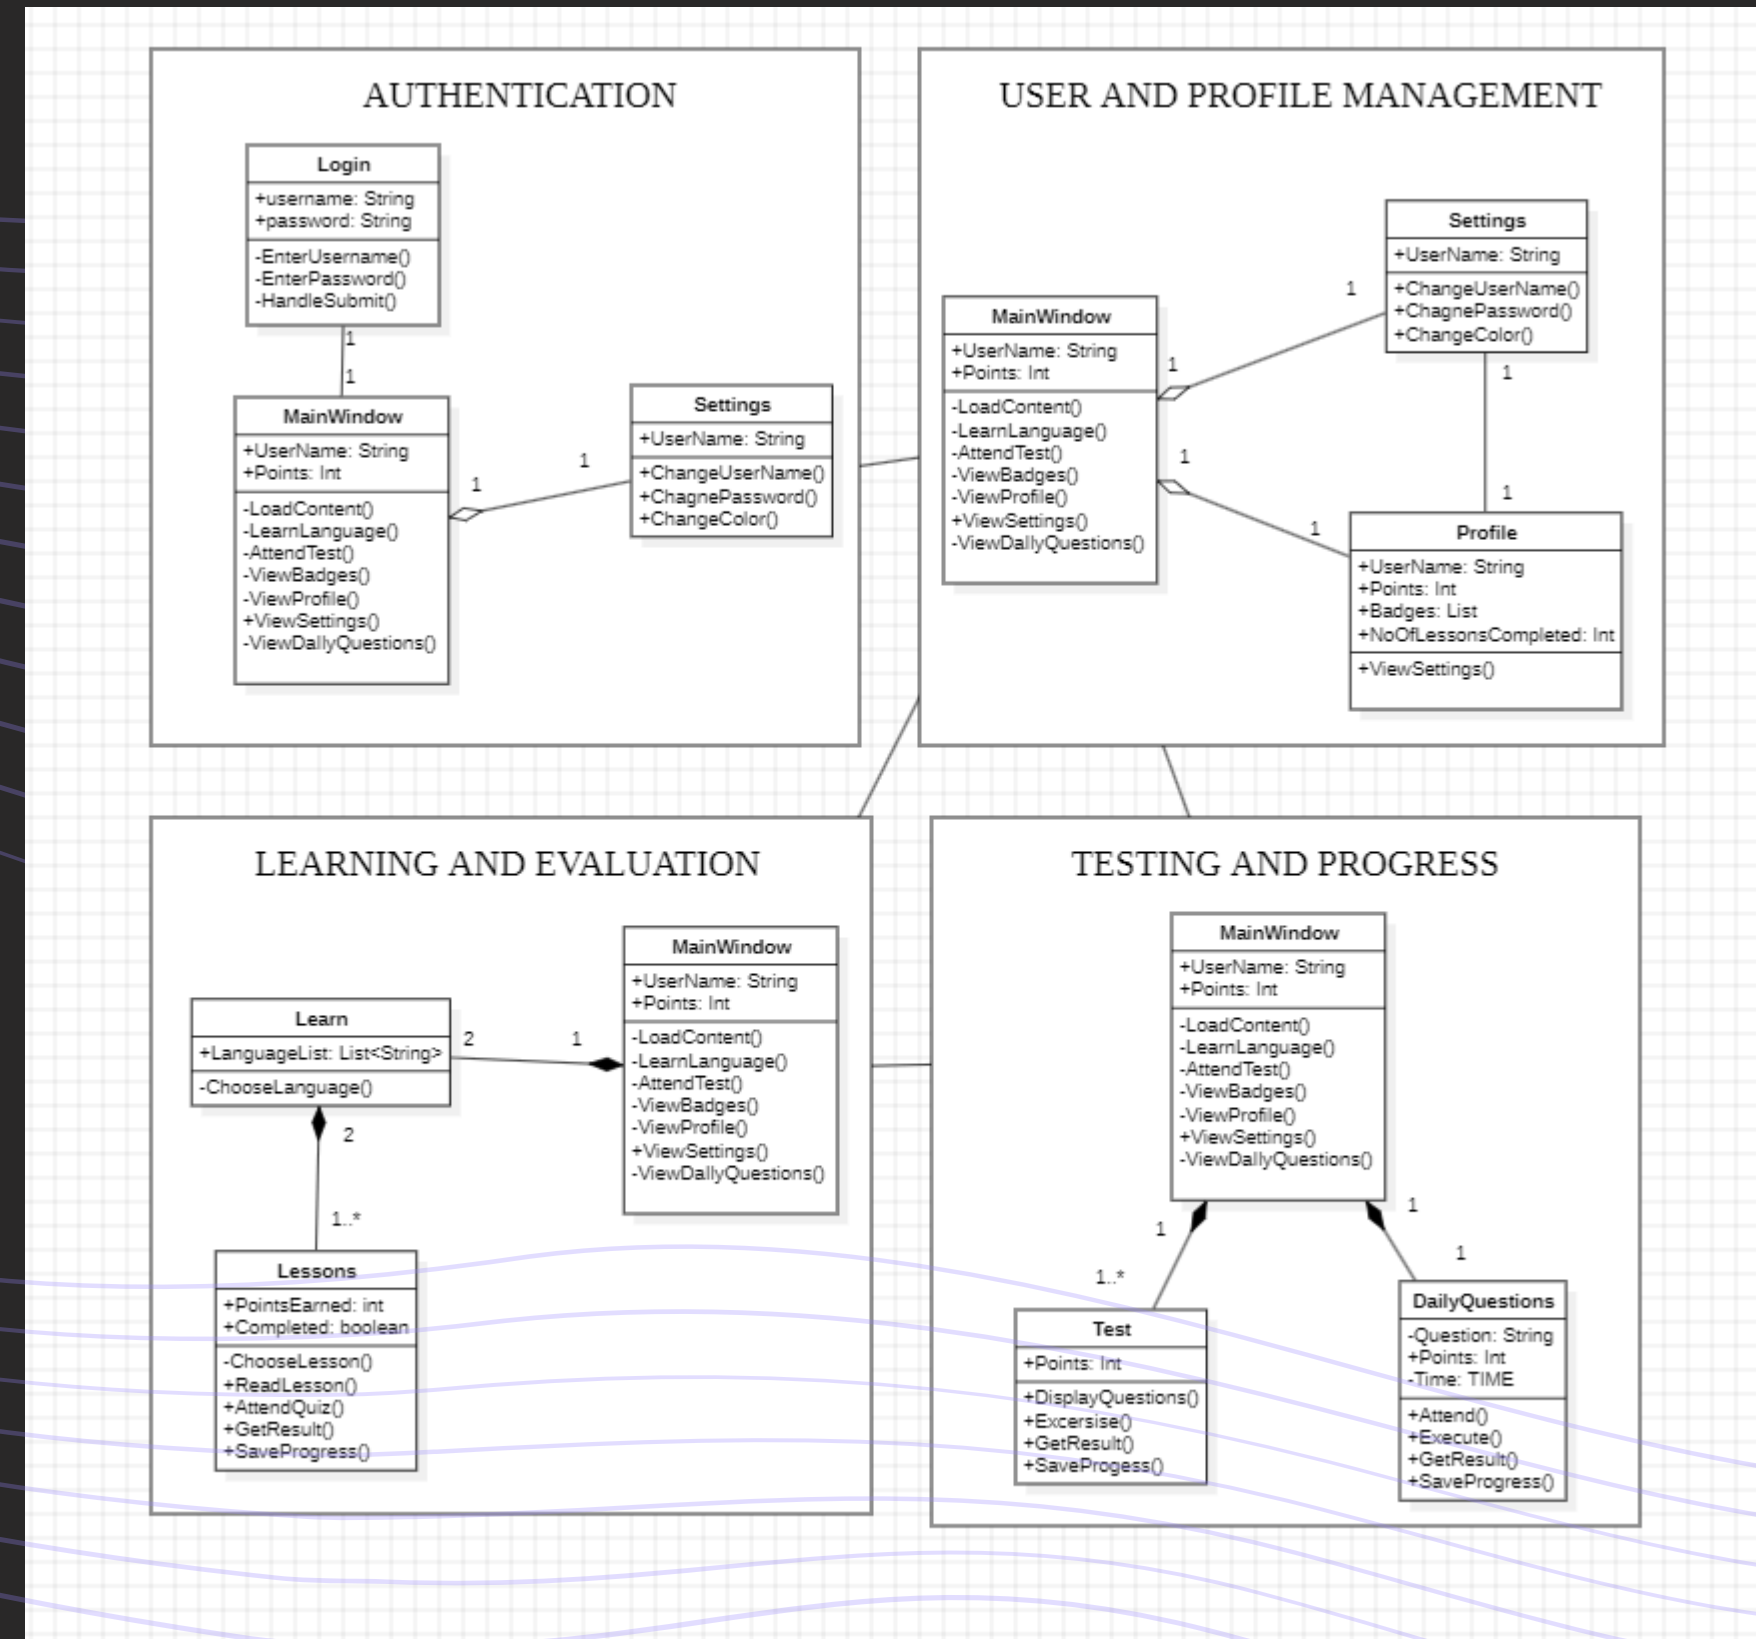 AUTHENTICATION
Login
+username: String
+password: String
-EnterUsername()
-EnterPassword()
-HandleSubmit()
1
1
MainWindow
+UserName: String
+Points: Int
-LoadContent()
-LearnLanguage()
-AttendTest()
-ViewBadges()
-ViewProfile()
+ViewSettings()
-ViewDallyQuestions()
1
1
Settings
+UserName: String
+ChangeUserName()
+ChagnePassword()
+ChangeColor()
USER AND PROFILE MANAGEMENT
MainWindow
+UserName: String
+Points: Int
-LoadContent()
-LearnLanguage()
-AttendTest()
-ViewBadges()
-ViewProfile()
+ViewSettings()
-ViewDallyQuestions()
1
1
1
1
Settings
+UserName: String
+ChangeUserName()
+ChagnePassword()
+ChangeColor()
1
1
Profile
+UserName: String
+Points: Int
+Badges: List
+NoOfLessonsCompleted: Int
+ViewSettings()
LEARNING AND EVALUATION
Learn
+LanguageList: List<String>
-ChooseLanguage()
2
1
MainWindow
+UserName: String
+Points: Int
-LoadContent()
-LearnLanguage()
-AttendTest()
-ViewBadges()
-ViewProfile()
+ViewSettings()
-ViewDallyQuestions()
2
1..*
Lessons
+PointsEarned: int
+Completed: boolean
-ChooseLesson()
+ReadLesson()
+AttendQuiz()
+GetResult()
+SaveProgress()
TESTING AND PROGRESS
MainWindow
+UserName: String
+Points: Int
-LoadContent()
-LearnLanguage()
-AttendTest()
-ViewBadges()
-ViewProfile()
+ViewSettings()
-ViewDallyQuestions()
1
1..*
1
1
Test
+Points: Int
+DisplayQuestions()
+Excersise()
+GetResult()
+SaveProgess()
DailyQuestions
-Question: String
+Points: Int
-Time: TIME
+Attend()
+Execute()
+GetResult()
+SaveProgress()